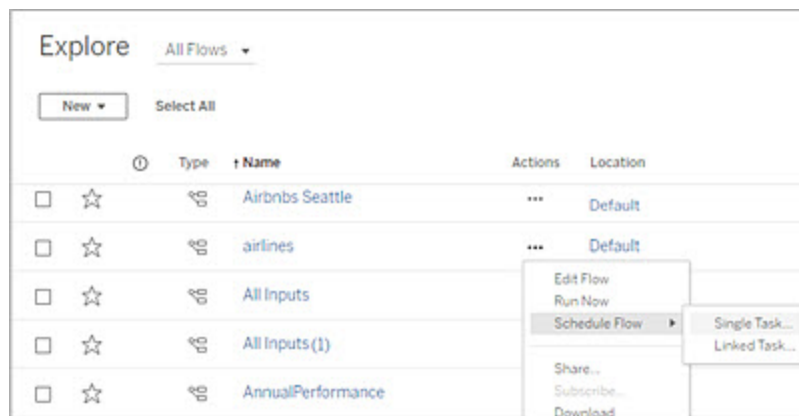 Explore All Flows
New Select All
Type Name Actions Location
Airbnbs Seattle ... Default
airlines ... Default
Edit Flow
All Inputs
Run Now
Schedule Flow Single Task...
Linked Task...
All Inputs(1)
Share...
Subscribe...
AnnualPerformance
Download